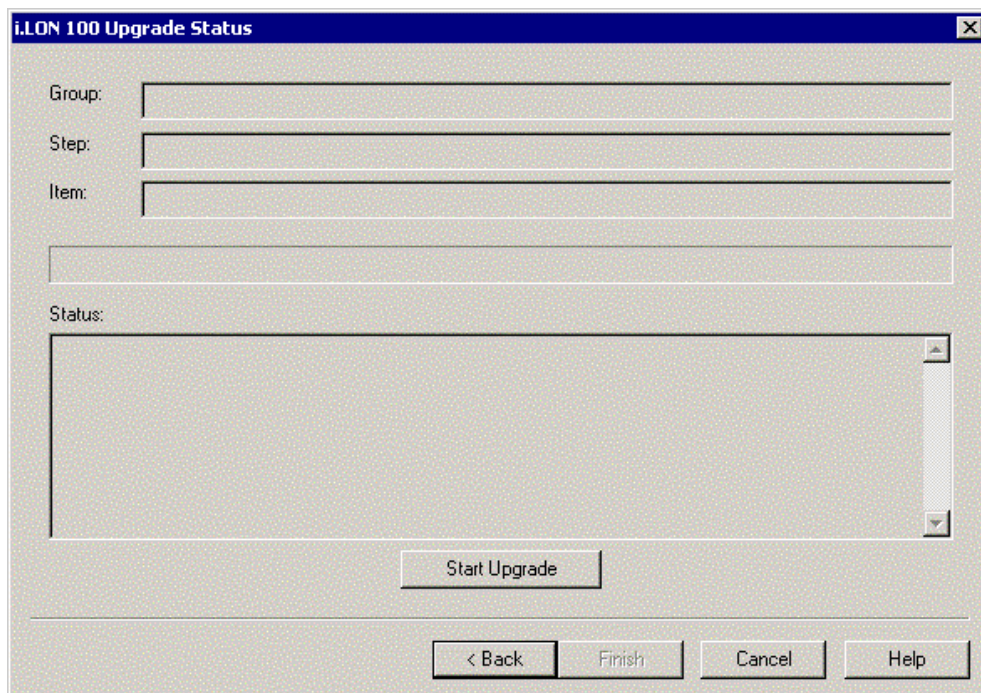 i.LON 100 Upgrade Status
Group:
Step:
Item:
Status:
Start Upgrade
< Back Finish Cancel Help